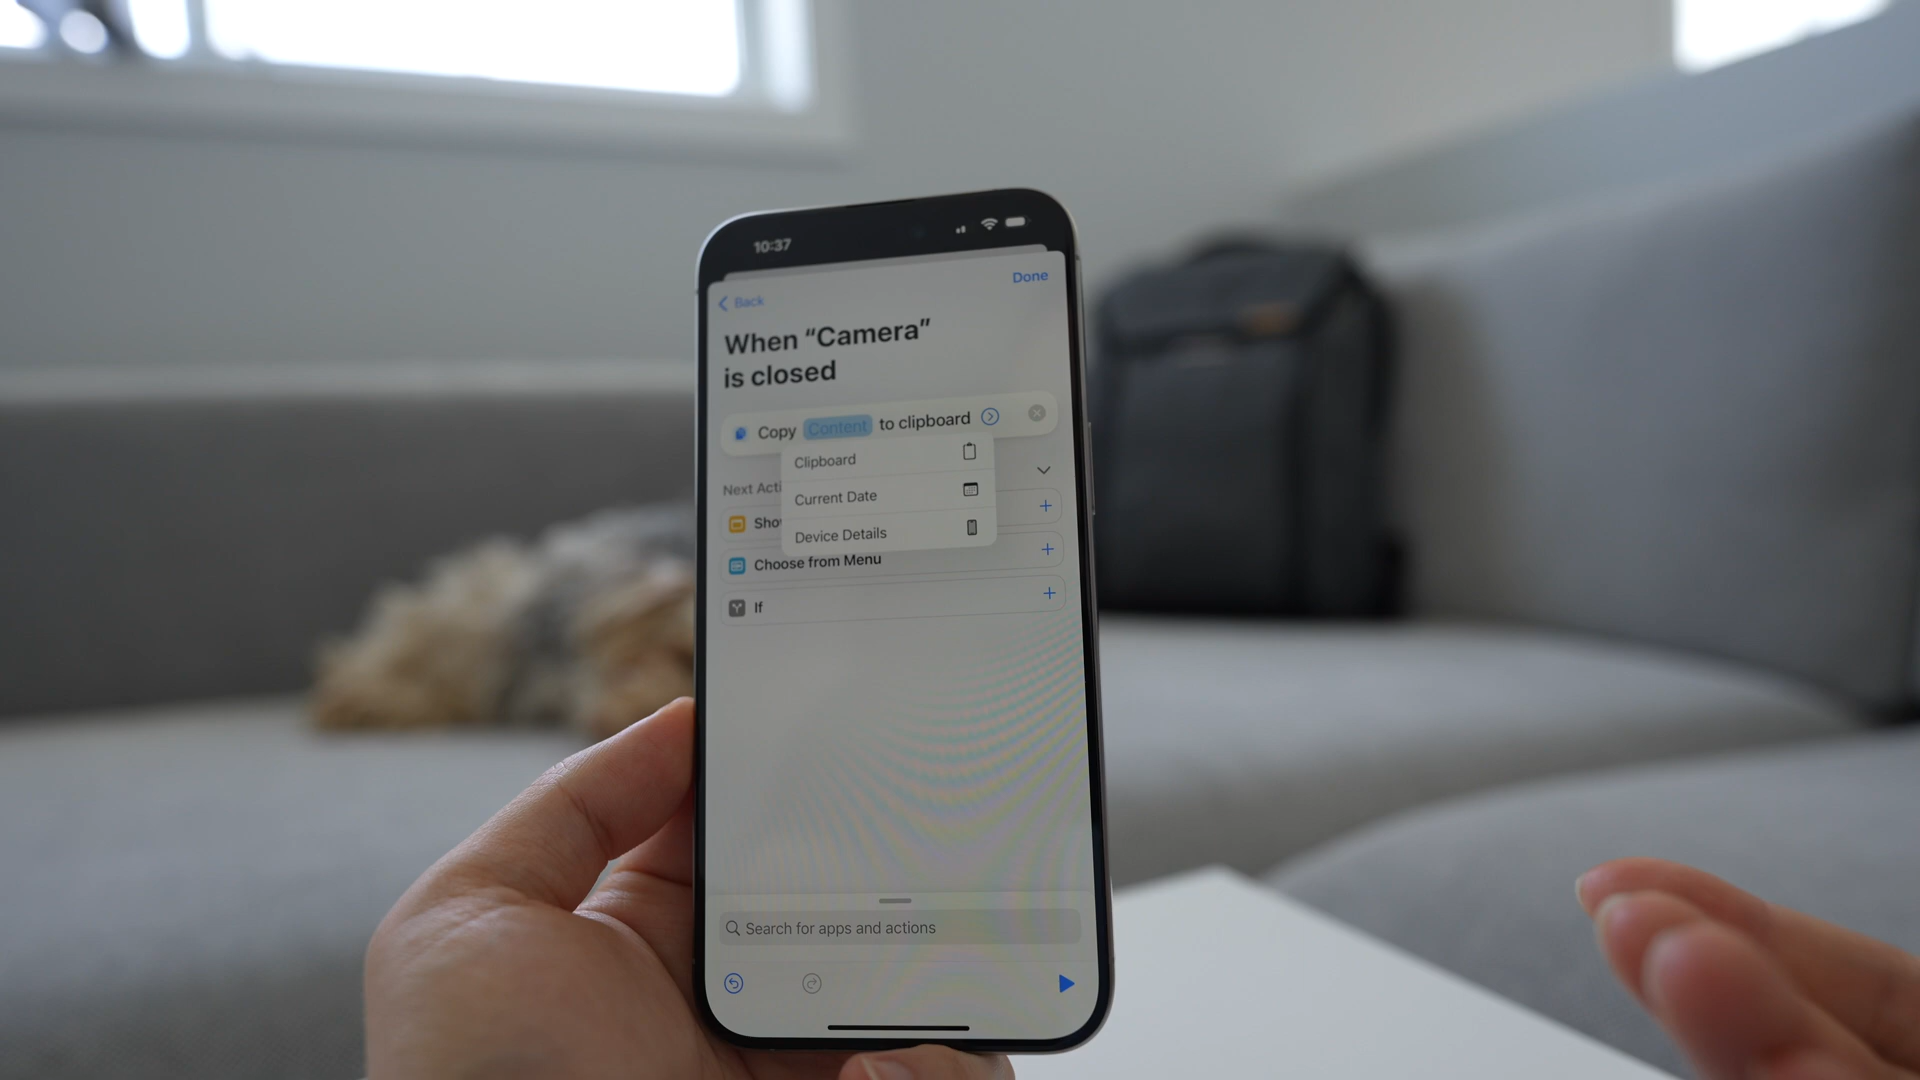 10:37
Back
Done
When “Camera”
is closed
Copy Content to clipboard
Clipboard
Current Date
Device Details
Next Acti
Sho
Choose from Menu
If
Search for apps and actions